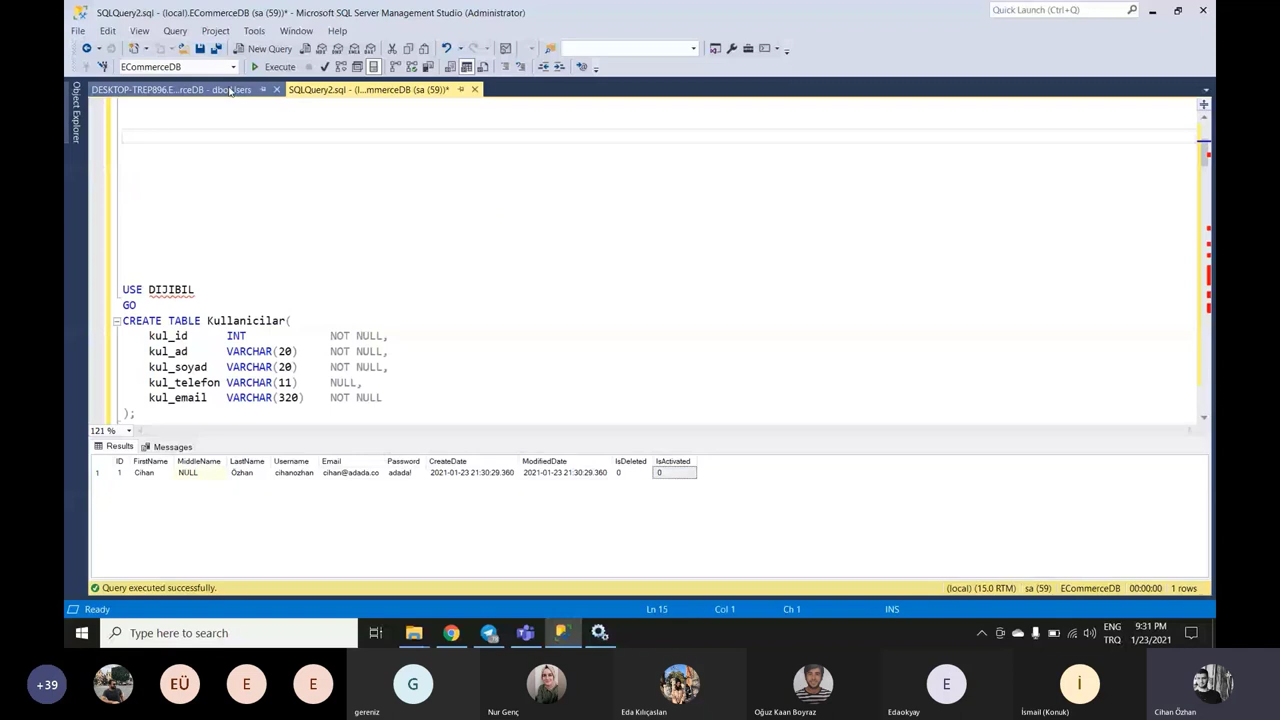 SQLQuery2.sql - (local).ECommerceDB (sa (59))* - Microsoft SQL Server Management Studio (Administrator)
Quick Launch (Ctrl+Q)
File Edit View Query Project Tools Window Help
New Query
ECommerceDB
Execute
DESKTOP-TREP896.E...rceDB - dbo.Users
SQLQuery2.sql - (l...mmerceDB (sa (59))*
Object Explorer
USE DIJIBIL
GO
CREATE TABLE Kullanicilar(
kul_id INT NOT NULL,
kul_ad VARCHAR(20) NOT NULL,
kul_soyad VARCHAR(20) NOT NULL,
kul_telefon VARCHAR(11) NULL,
kul_email VARCHAR(320) NOT NULL
);
121 %
Results Messages
ID FirstName MiddleName LastName Username Email Password CreateDate ModifiedDate IsDeleted IsActivated
1 1 Cihan NULL Özhan cihanozhan cihan@adada.co adada! 2021-01-23 21:30:29.360 2021-01-23 21:30:29.360 0 0
Query executed successfully.
(local) (15.0 RTM) sa (59) ECommerceDB 00:00:00 1 rows
Ready
Ln 15 Col 1 Ch 1 INS
Type here to search
ENG
TRQ
9:31 PM
1/23/2021
+39
EÜ
E
E
G
gereniz
Nur Genç
Eda Kılıçaslan
Oğuz Kaan Boyraz
E
Edaokyay
İ
İsmail (Konuk)
Cihan Özhan